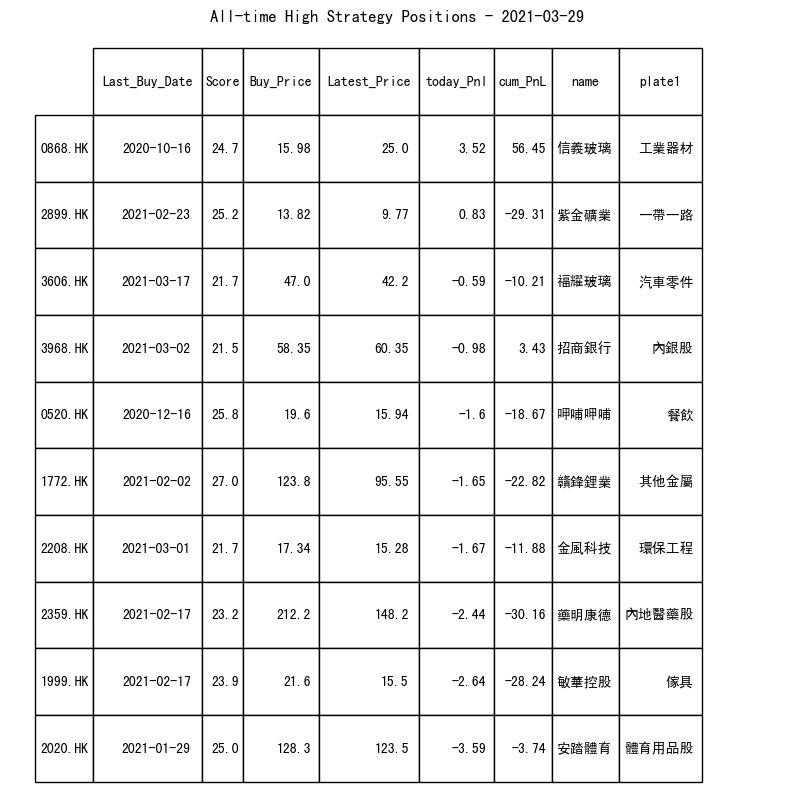 All-time High Strategy Positions - 2021-03-29
Last_Buy_Date Score Buy_Price Latest_Price today_Pnl cum_PnL name plate1
0868.HK 2020-10-16 24.7 15.98 25.0 3.52 56.45 信義玻璃 工業器材
2899.HK 2021-02-23 25.2 13.82 9.77 0.83 -29.31 紫金礦業 一帶一路
3606.HK 2021-03-17 21.7 47.0 42.2 -0.59 -10.21 福耀玻璃 汽車零件
3968.HK 2021-03-02 21.5 58.35 60.35 -0.98 3.43 招商銀行 內銀股
0520.HK 2020-12-16 25.8 19.6 15.94 -1.6 -18.67 呷哺呷哺 餐飲
1772.HK 2021-02-02 27.0 123.8 95.55 -1.65 -22.82 贛鋒鋰業 其他金屬
2208.HK 2021-03-01 21.7 17.34 15.28 -1.67 -11.88 金風科技 環保工程
2359.HK 2021-02-17 23.2 212.2 148.2 -2.44 -30.16 藥明康德 內地醫藥股
1999.HK 2021-02-17 23.9 21.6 15.5 -2.64 -28.24 敏華控股 傢具
2020.HK 2021-01-29 25.0 128.3 123.5 -3.59 -3.74 安踏體育 體育用品股